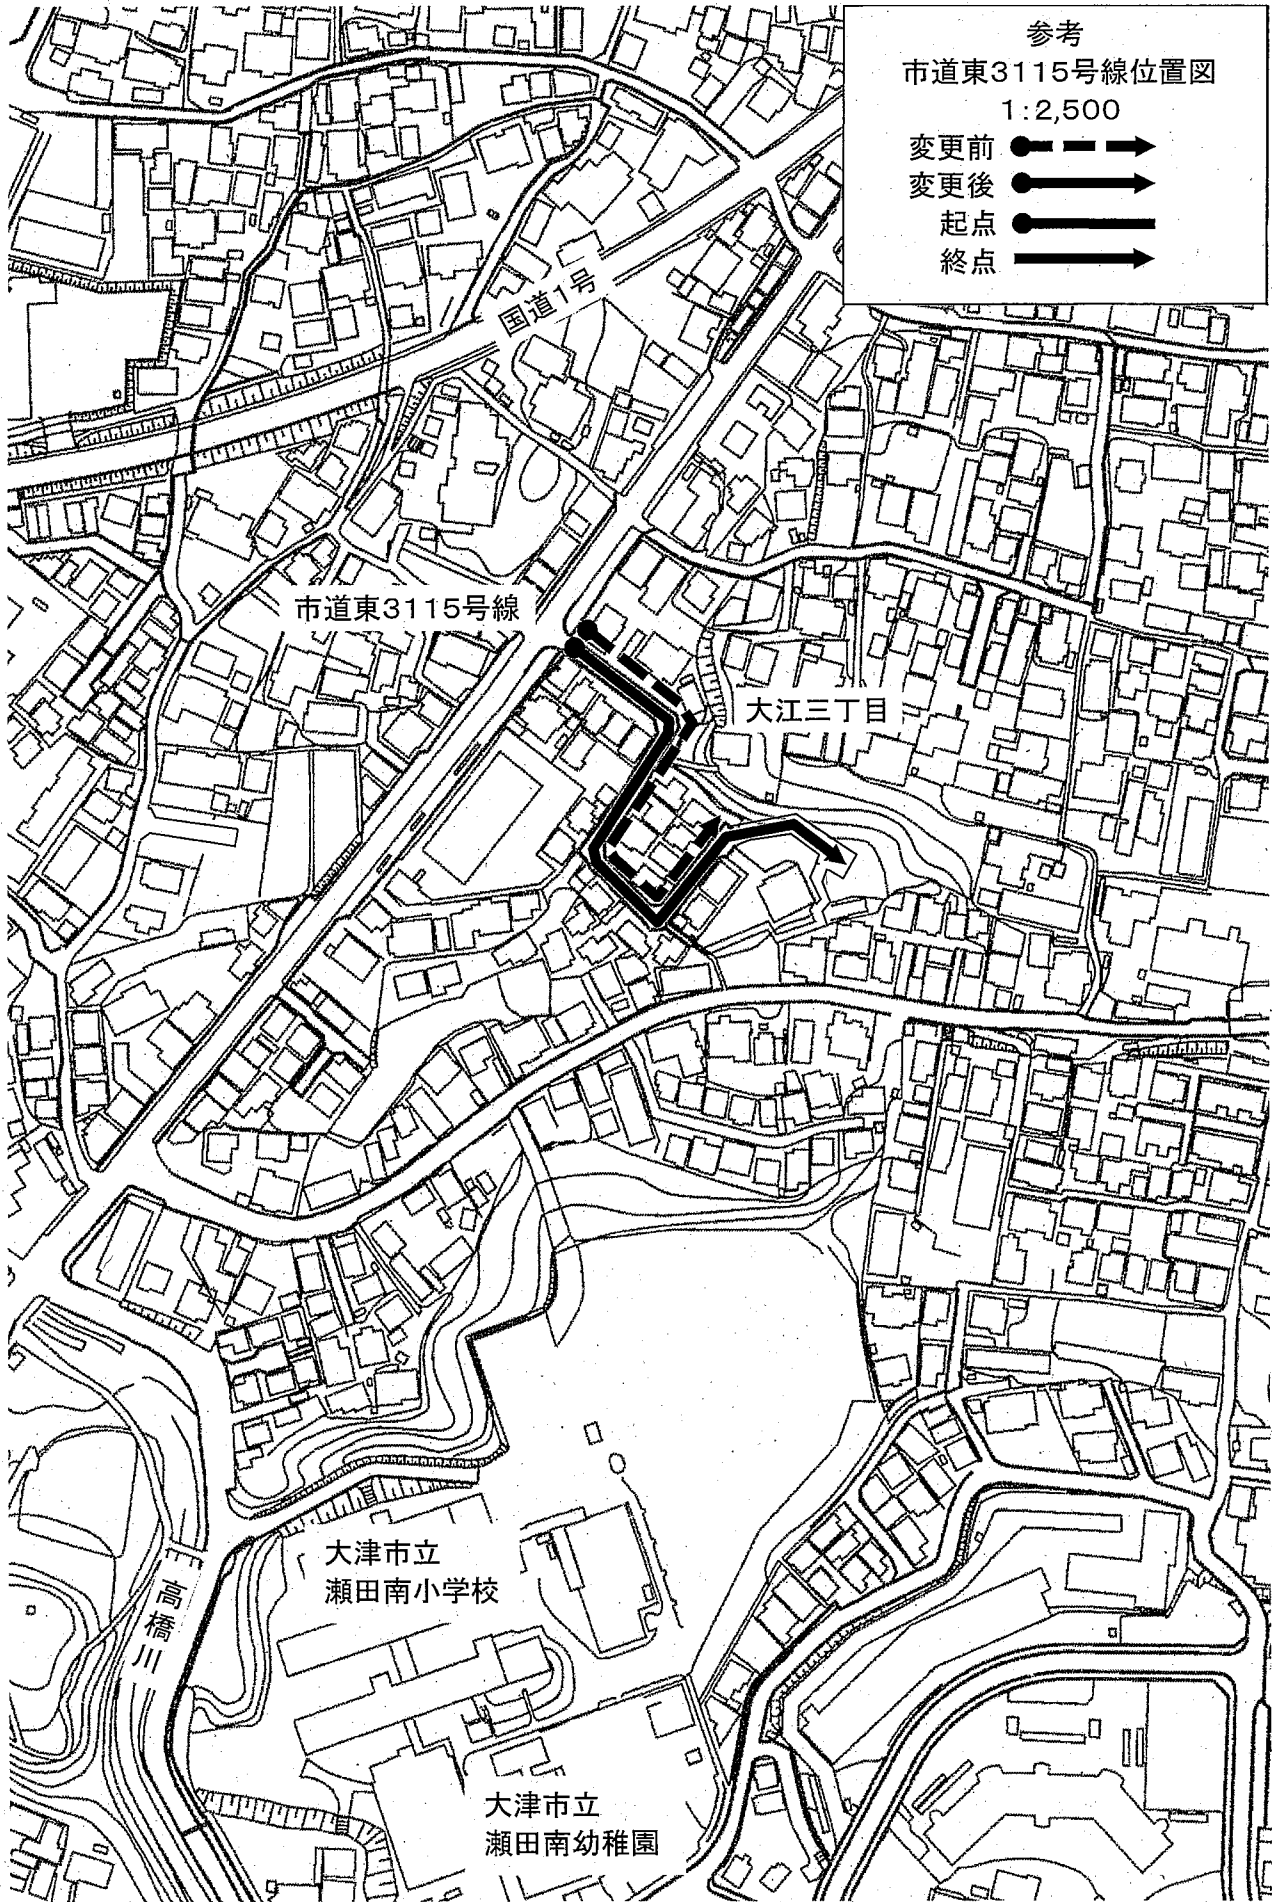 参考
市道東3115号線位置図
1:2,500
変更前
変更後
起点
終点
国道1号
市道東3115号線
大江三丁目
大津市立
瀬田南小学校
高橋川
大津市立
瀬田南幼稚園